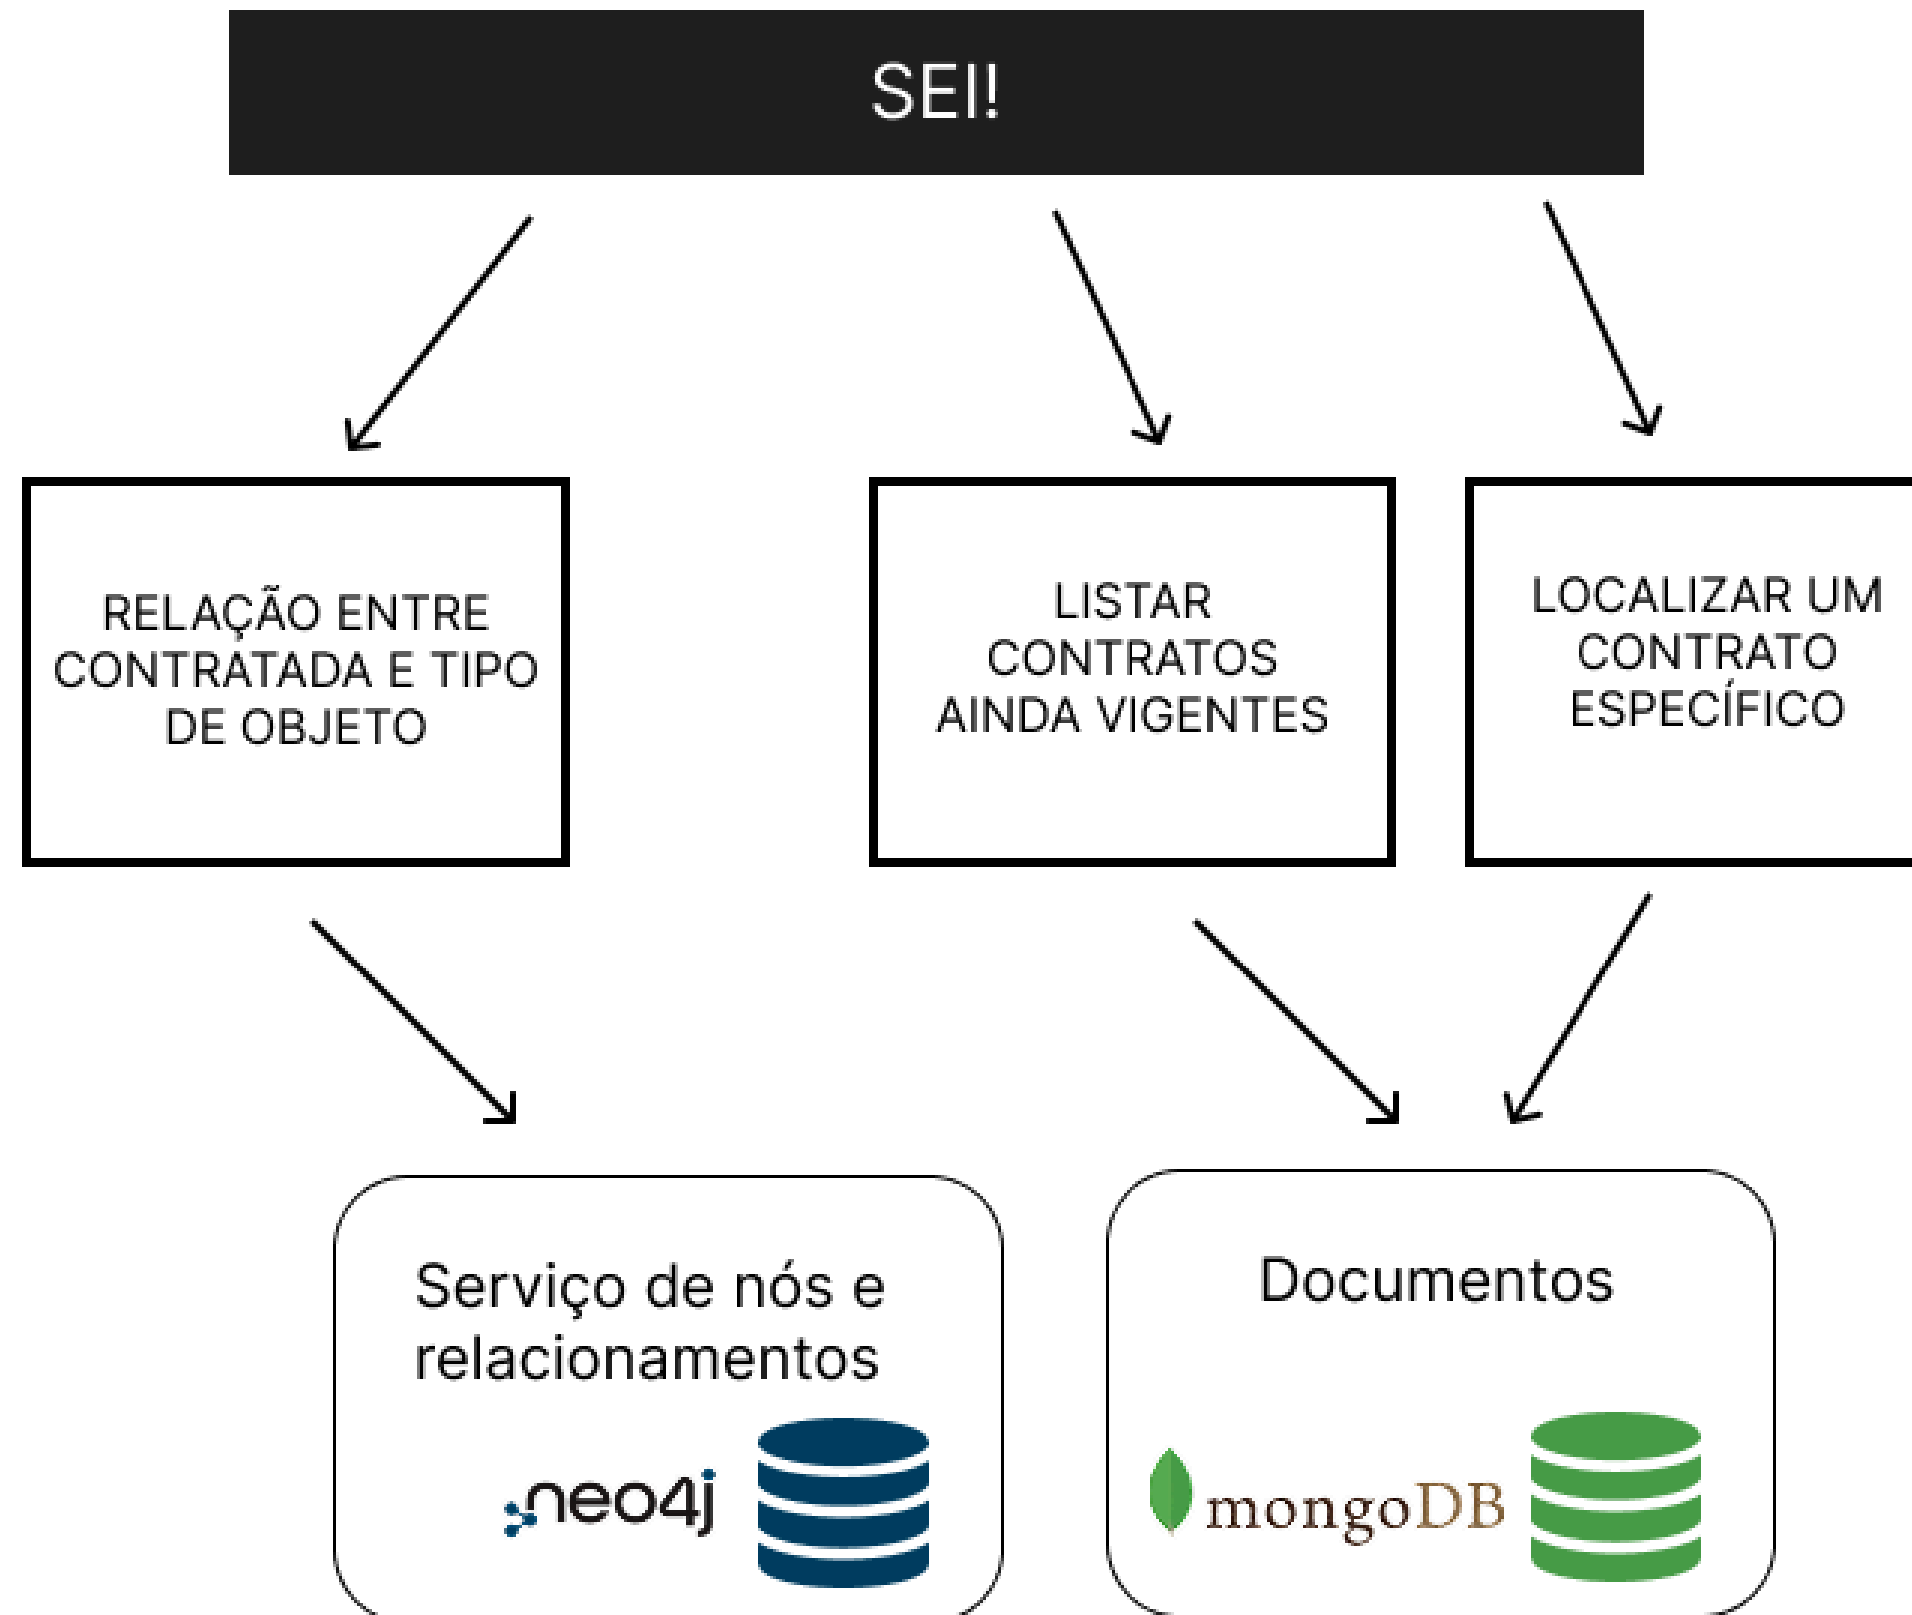 SEI!
RELAÇÃO ENTRE
CONTRATADA E TIPO
DE OBJETO
LISTAR
CONTRATOS
AINDA VIGENTES
LOCALIZAR UM
CONTRATO
ESPECÍFICO
Serviço de nós e
relacionamentos
neo4j
Documentos
mongoDB